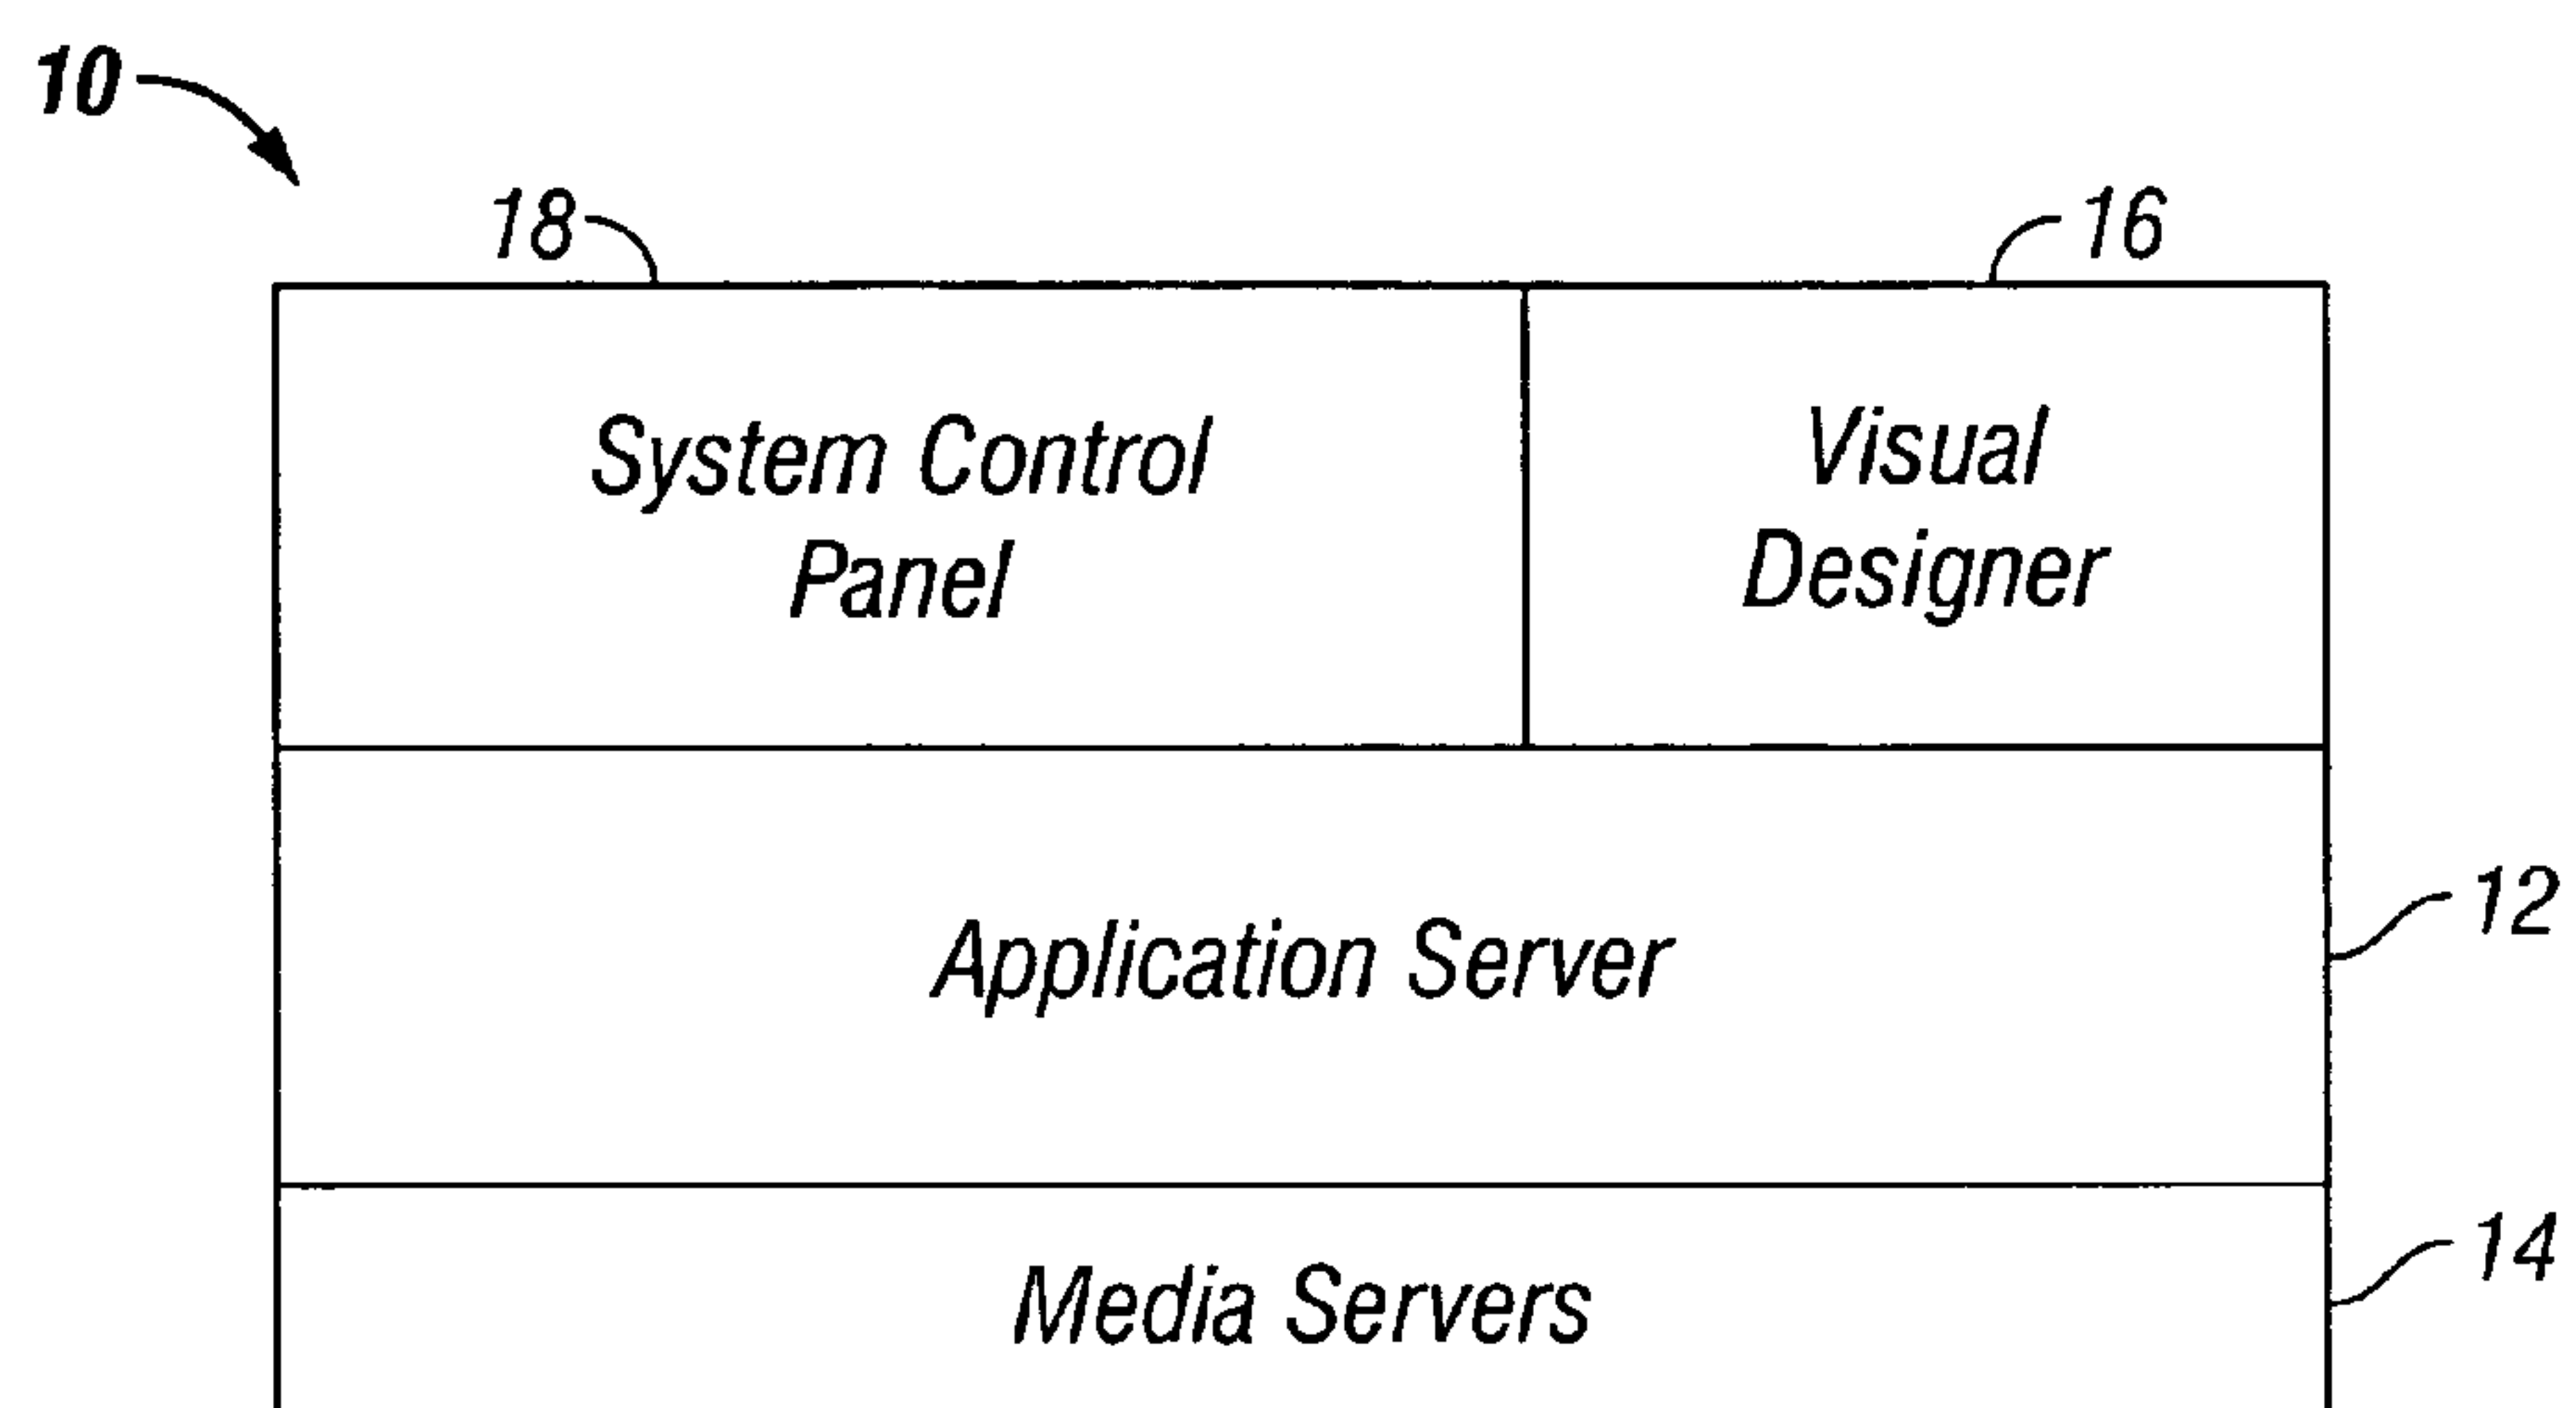 10
18
16
System Control
Panel
Visual
Designer
Application Server
12
Media Servers
14